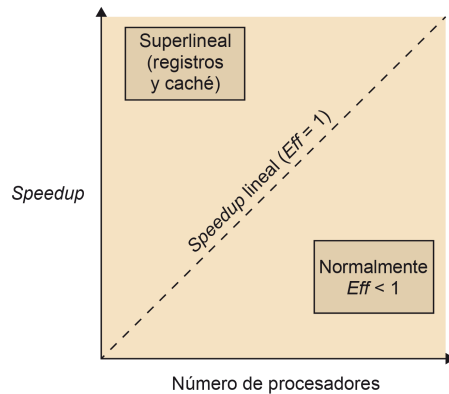 Superlineal
(registros
y caché)
Speedup lineal (Eff = 1)
Speedup
Normalmente
Eff < 1
Número de procesadores